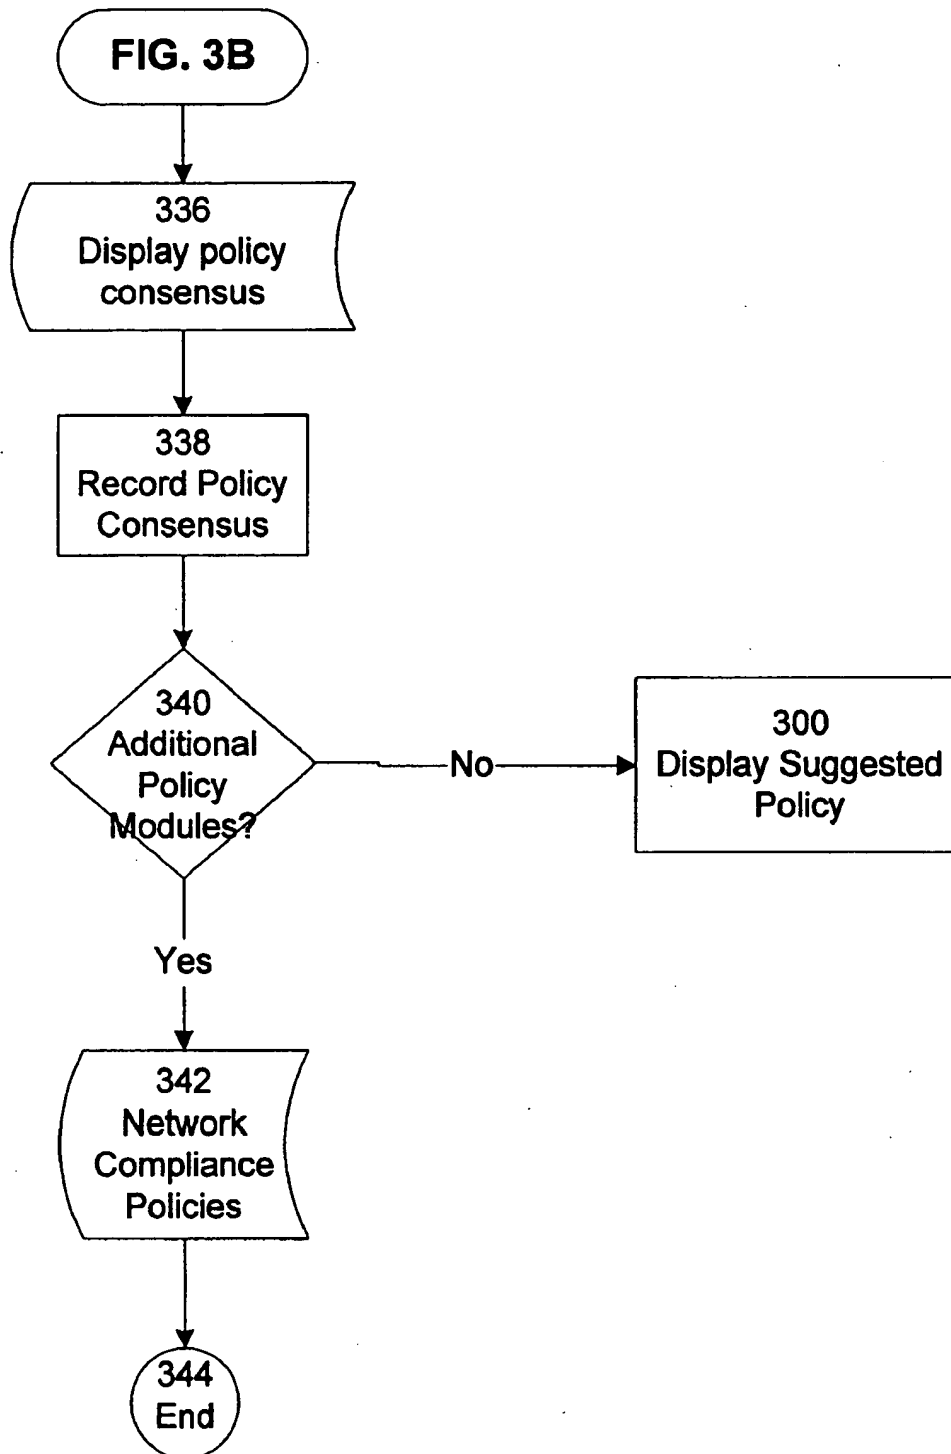 FIG. 3B
336
Display policy
consensus
338
Record Policy
Consensus
340
Additional
Policy
Modules?
No
300
Display Suggested
Policy
Yes
342
Network
Compliance
Policies
344
End